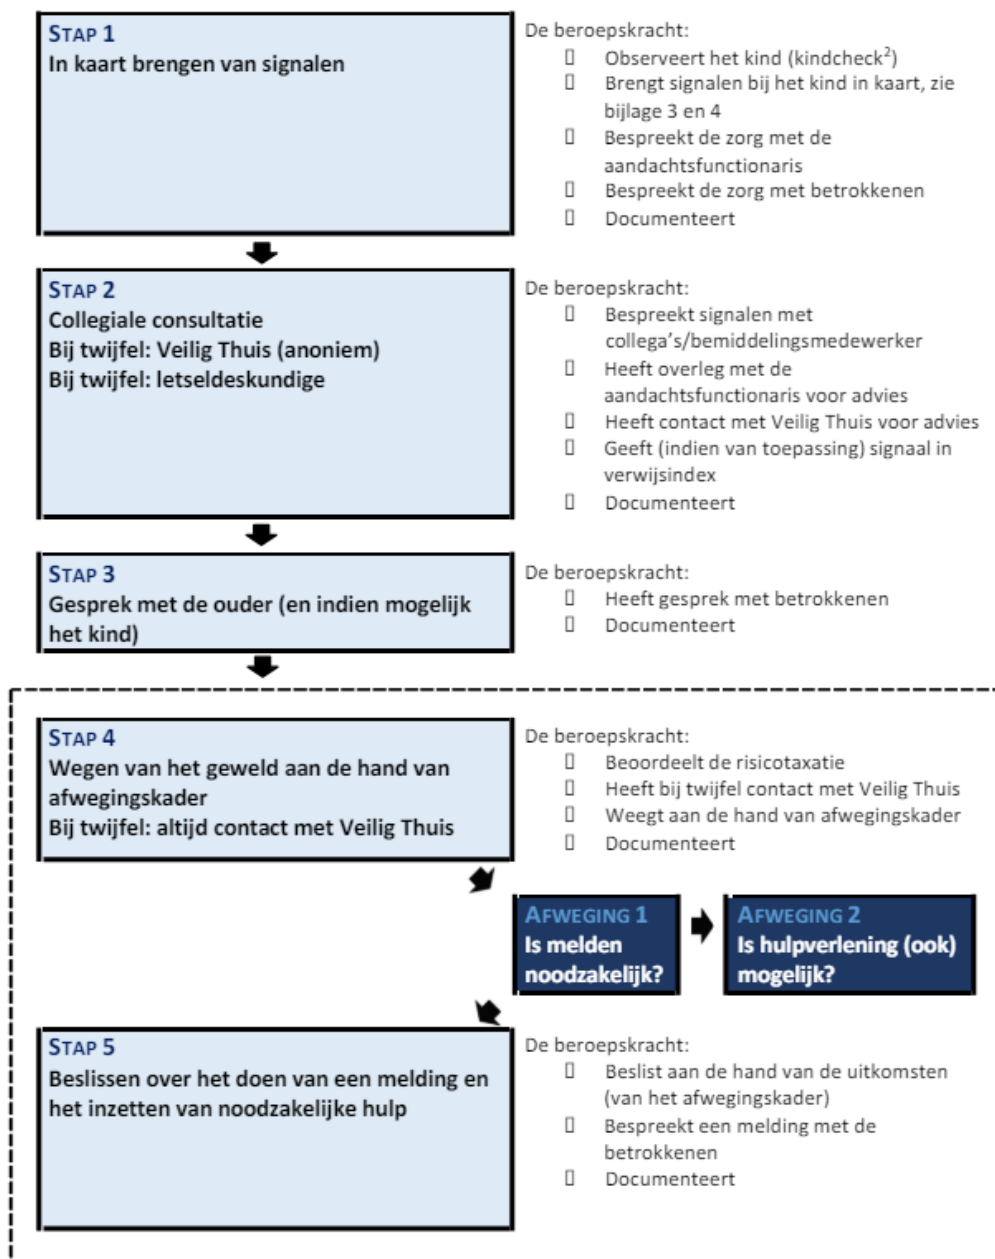 STAP 1
In kaart brengen van signalen
De beroepskracht:
Observeert het kind (kindcheck²)
Brengt signalen bij het kind in kaart, zie
bijlage 3 en 4
Bespreekt de zorg met de
aandachtsfunctionaris
Bespreekt de zorg met betrokkenen
Documenteert
STAP 2
Collegiale consultatie
Bij twijfel: Veilig Thuis (anoniem)
Bij twijfel: letseldeskundige
De beroepskracht:
Bespreekt signalen met
collega's/bemiddelingsmedewerker
Heeft overleg met de
aandachtsfunctionaris voor advies
Heeft contact met Veilig Thuis voor advies
Geeft (indien van toepassing) signaal in
verwijsindex
Documenteert
STAP 3
Gesprek met de ouder (en indien mogelijk
het kind)
De beroepskracht:
Heeft gesprek met betrokkenen
Documenteert
STAP 4
Wegen van het geweld aan de hand van
afwegingskader
Bij twijfel: altijd contact met Veilig Thuis
De beroepskracht:
Beoordeelt de risicotaxatie
Heeft bij twijfel contact met Veilig Thuis
Weegt aan de hand van afwegingskader
Documenteert
AFWEGING 1
Is melden
noodzakelijk?
AFWEGING 2
Is hulpverlening (ook)
mogelijk?
STAP 5
Beslissen over het doen van een melding en
het inzetten van noodzakelijke hulp
De beroepskracht:
Beslist aan de hand van de uitkomsten
(van het afwegingskader)
Bespreekt een melding met de
betrokkenen
Documenteert